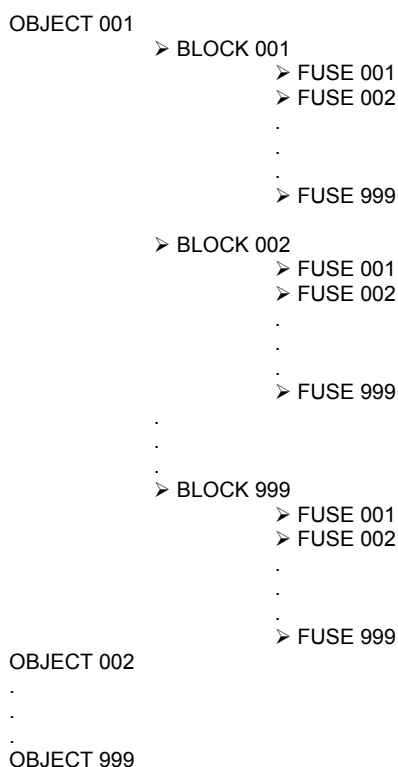 OBJECT 001
➢ BLOCK 001
➢ FUSE 001
➢ FUSE 002
.
.
.
➢ FUSE 999
➢ BLOCK 002
➢ FUSE 001
➢ FUSE 002
.
.
.
➢ FUSE 999
.
.
.
➢ BLOCK 999
➢ FUSE 001
➢ FUSE 002
.
.
.
➢ FUSE 999
OBJECT 002
.
.
.
OBJECT 999